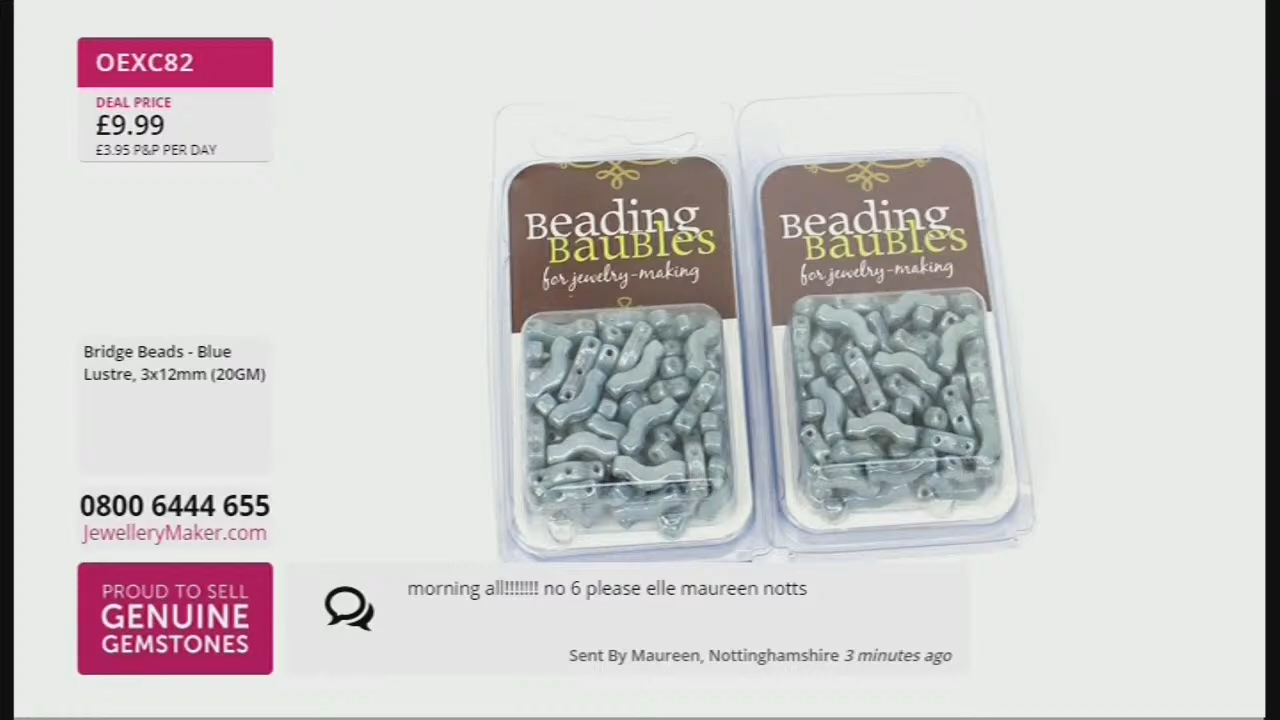 OEXC82
DEAL PRICE
£9.99
£3.95 P&P PER DAY
Beading
BauBles
for jewelry-making
Beading
BauBles
for jewelry-making
Bridge Beads - Blue
Lustre, 3x12mm (20GM)
0800 6444 655
JewelleryMaker.com
PROUD TO SELL
GENUINE
GEMSTONES
morning all!!!!!!! no 6 please elle maureen notts
Sent By Maureen, Nottinghamshire 3 minutes ago